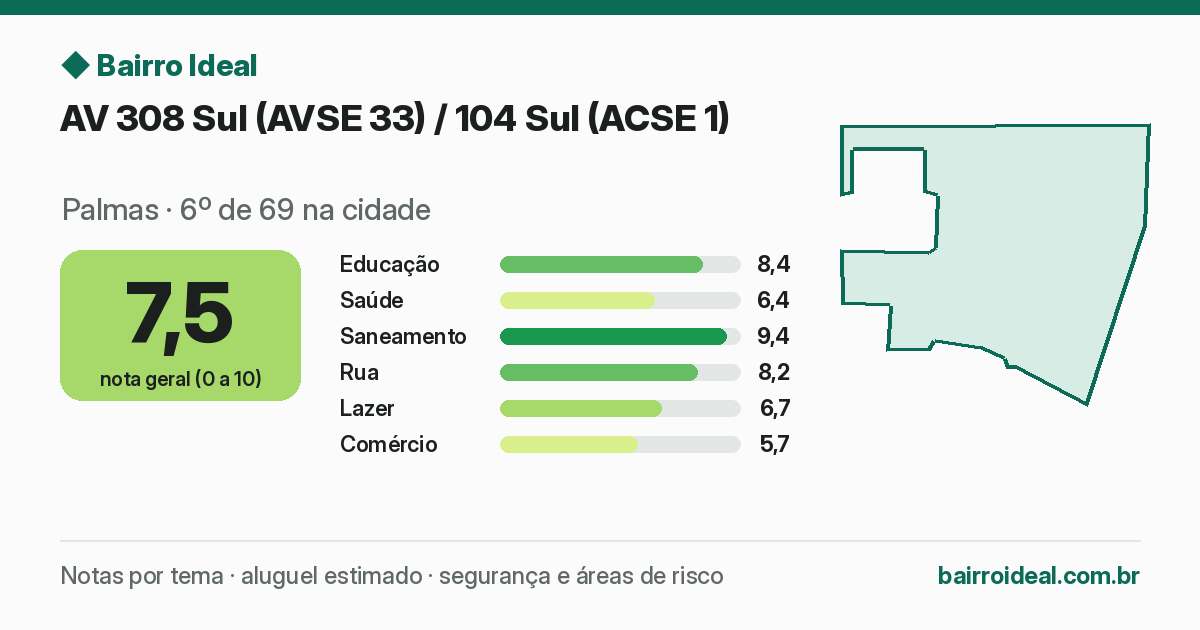 Bairro Ideal
AV 308 Sul (AVSE 33) / 104 Sul (ACSE 1)
Palmas · 6º de 69 na cidade
7,5
nota geral (0 a 10)
Educação 8,4
Saúde 6,4
Saneamento 9,4
Rua 8,2
Lazer 6,7
Comércio 5,7
Notas por tema · aluguel estimado · segurança e áreas de risco
bairroideal.com.br